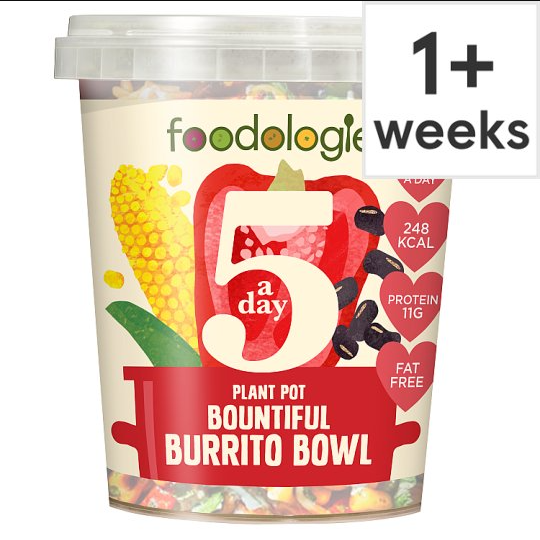 1+
weeks
foodologie
A DAY
5
a
day
248
KCAL
PROTEIN
11G
FAT
FREE
PLANT POT
BOUNTIFUL
BURRITO BOWL